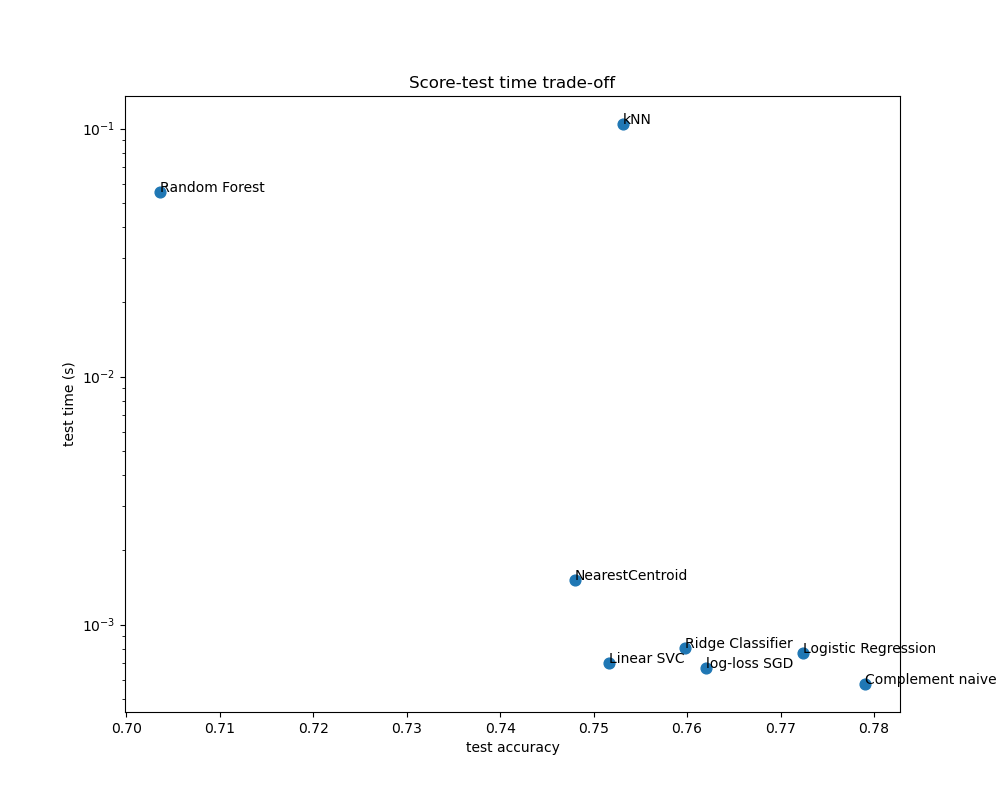 Score-test time trade-off
kNN
10⁻¹
Random Forest
10⁻²
test time (s)
NearestCentroid
10⁻³
Ridge Classifier
Logistic Regression
Linear SVC
log-loss SGD
Complement naive
0.70 0.71 0.72 0.73 0.74 0.75 0.76 0.77 0.78
test accuracy